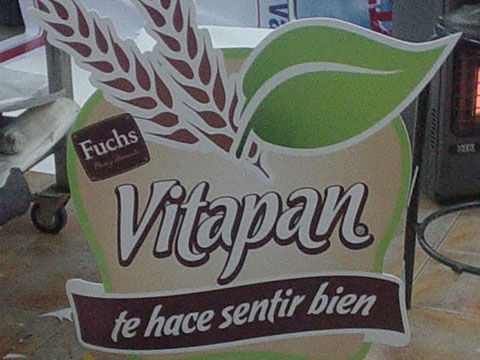 Fuchs
Vitapan
te hace sentir bien